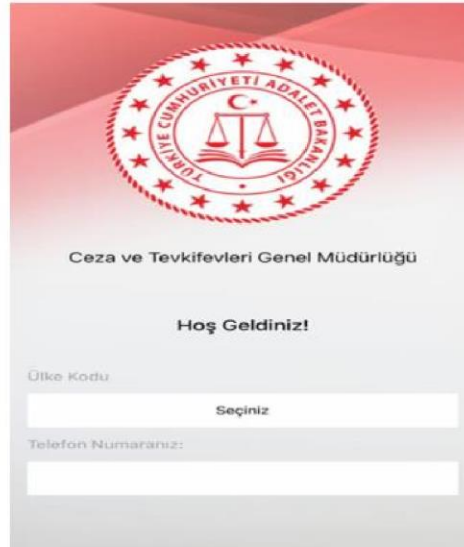 TÜRKİYE CUMHURİYETİ ADALET BAKANLIĞI
Ceza ve Tevkifevleri Genel Müdürlüğü
Hoş Geldiniz!
Ülke Kodu
Seçiniz
Telefon Numaranız: